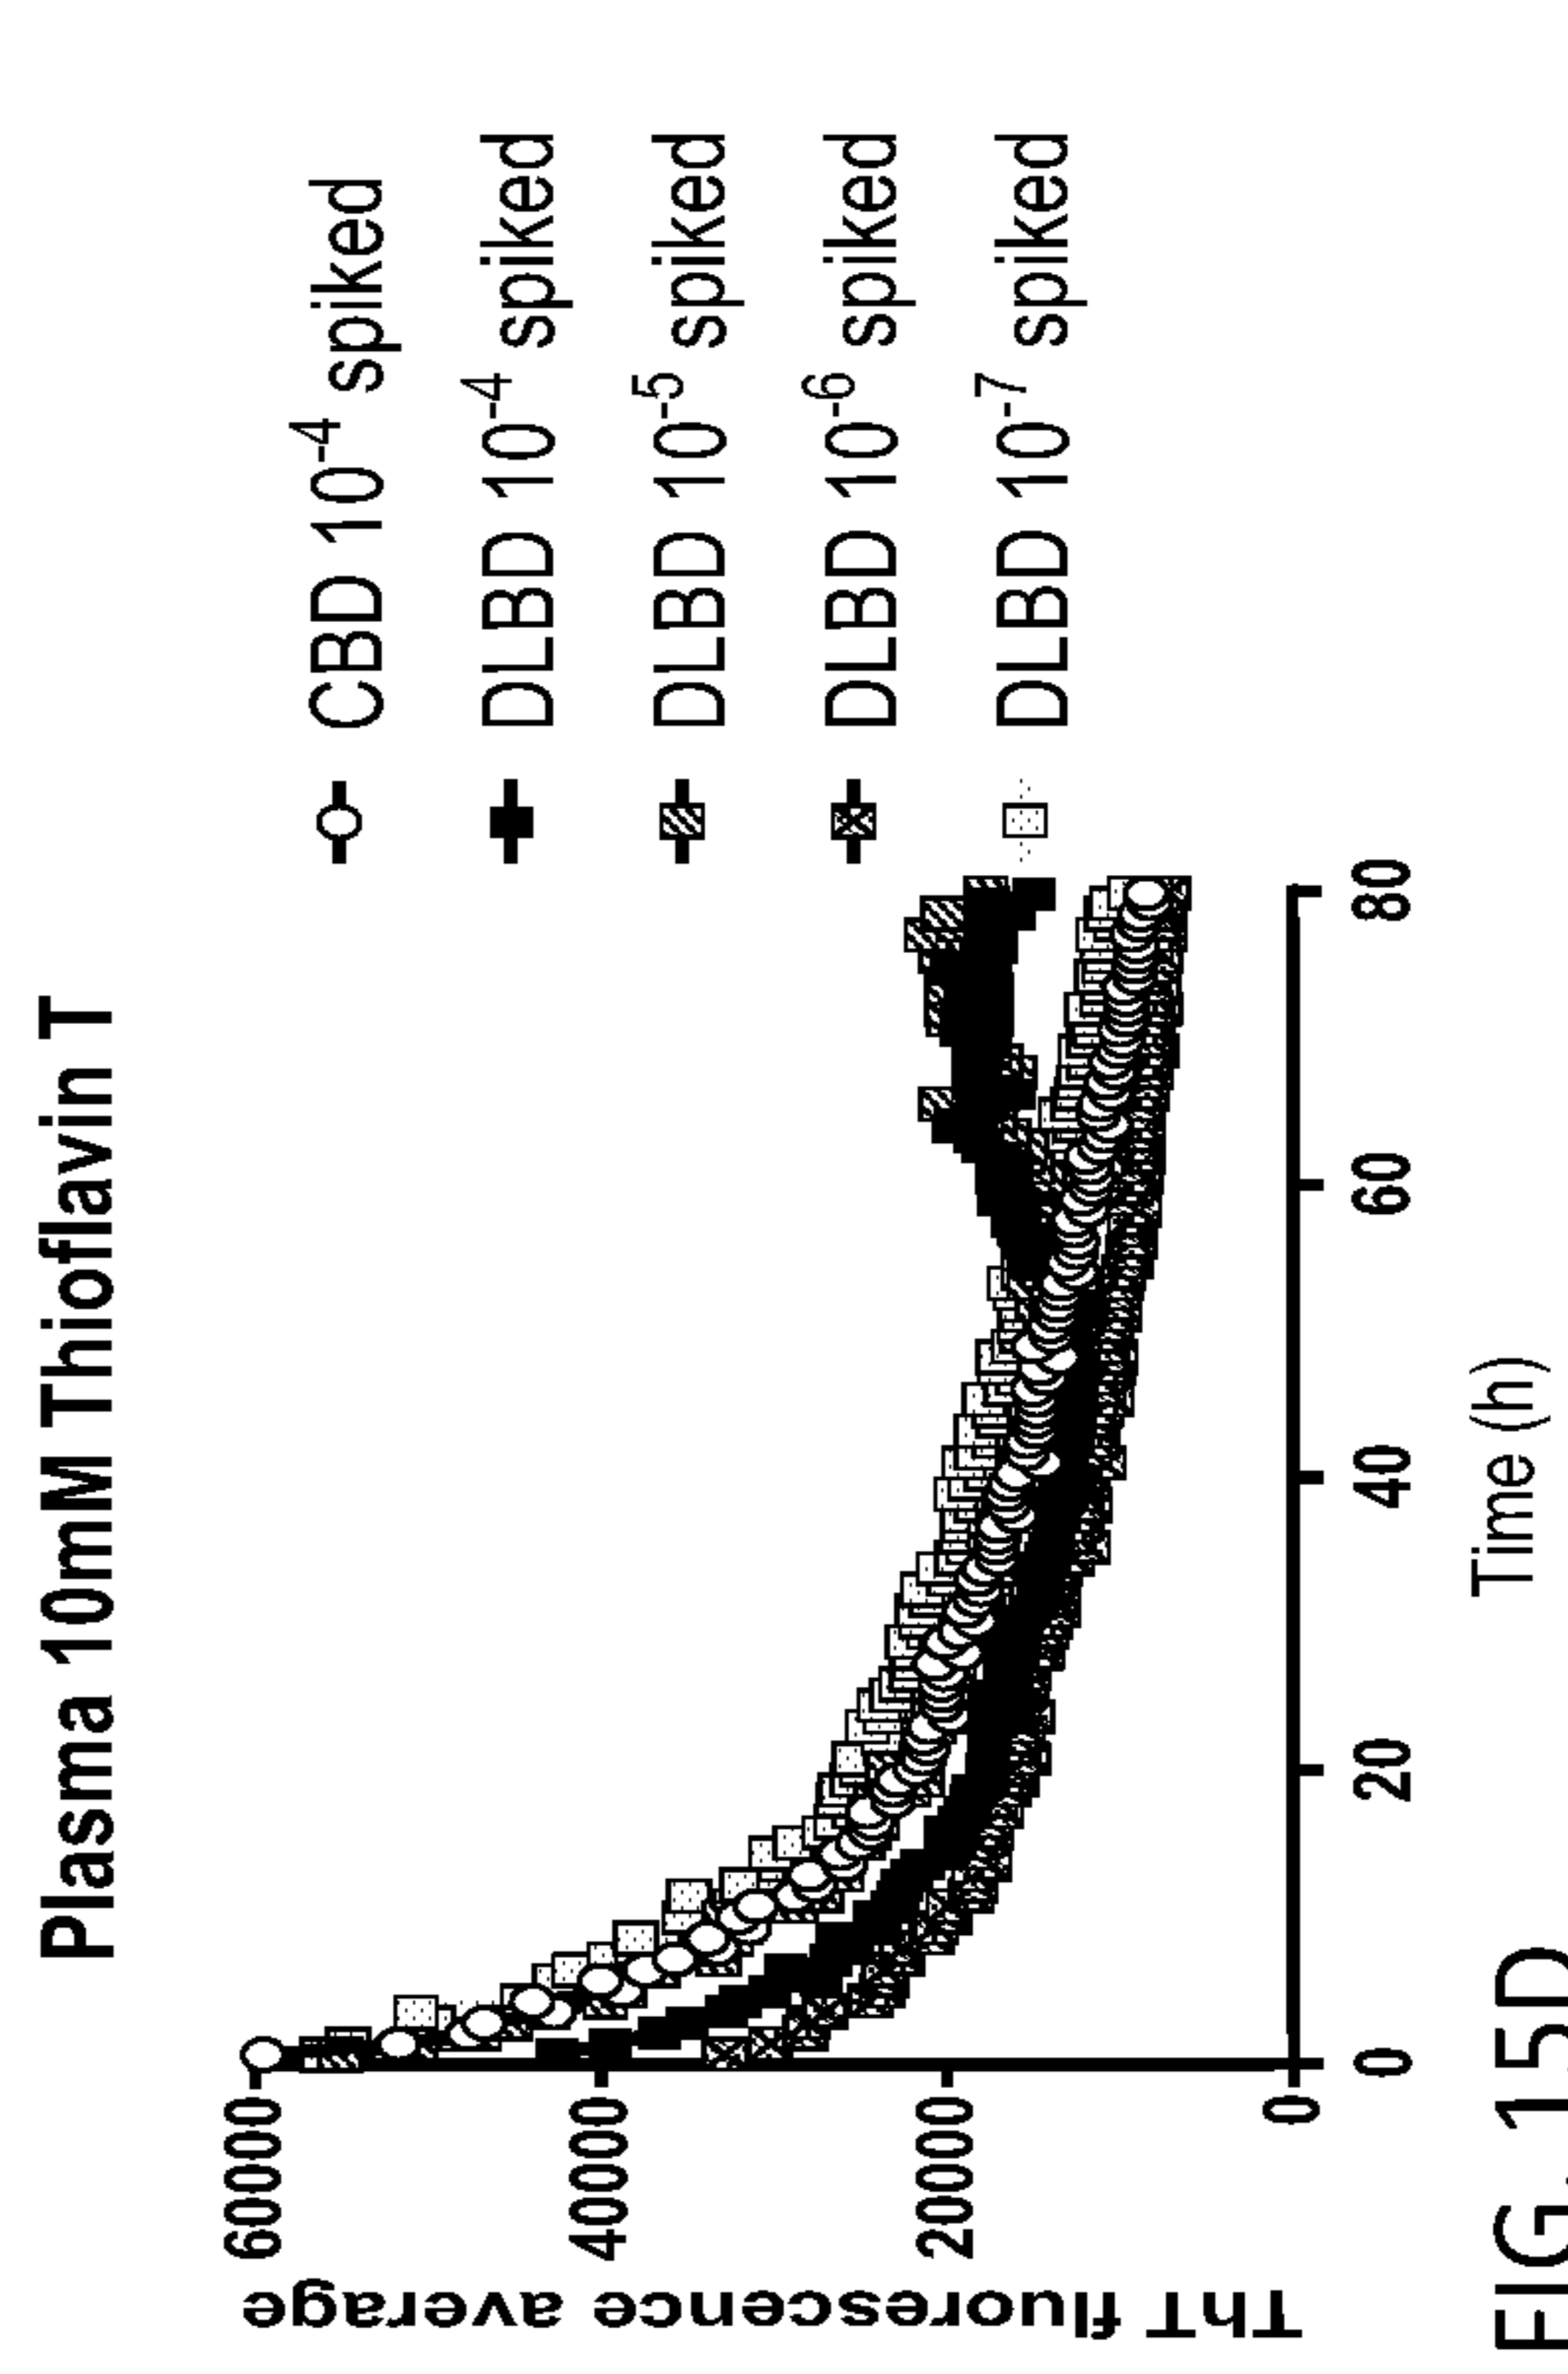 Plasma 10mM Thioflavin T
ThT fluorescence average
60000
40000
20000
0
0
20
40
60
80
Time (h)
CBD 10⁻⁴ spiked
DLBD 10⁻⁴ spiked
DLBD 10⁻⁵ spiked
DLBD 10⁻⁶ spiked
DLBD 10⁻⁷ spiked
FIG. 15D